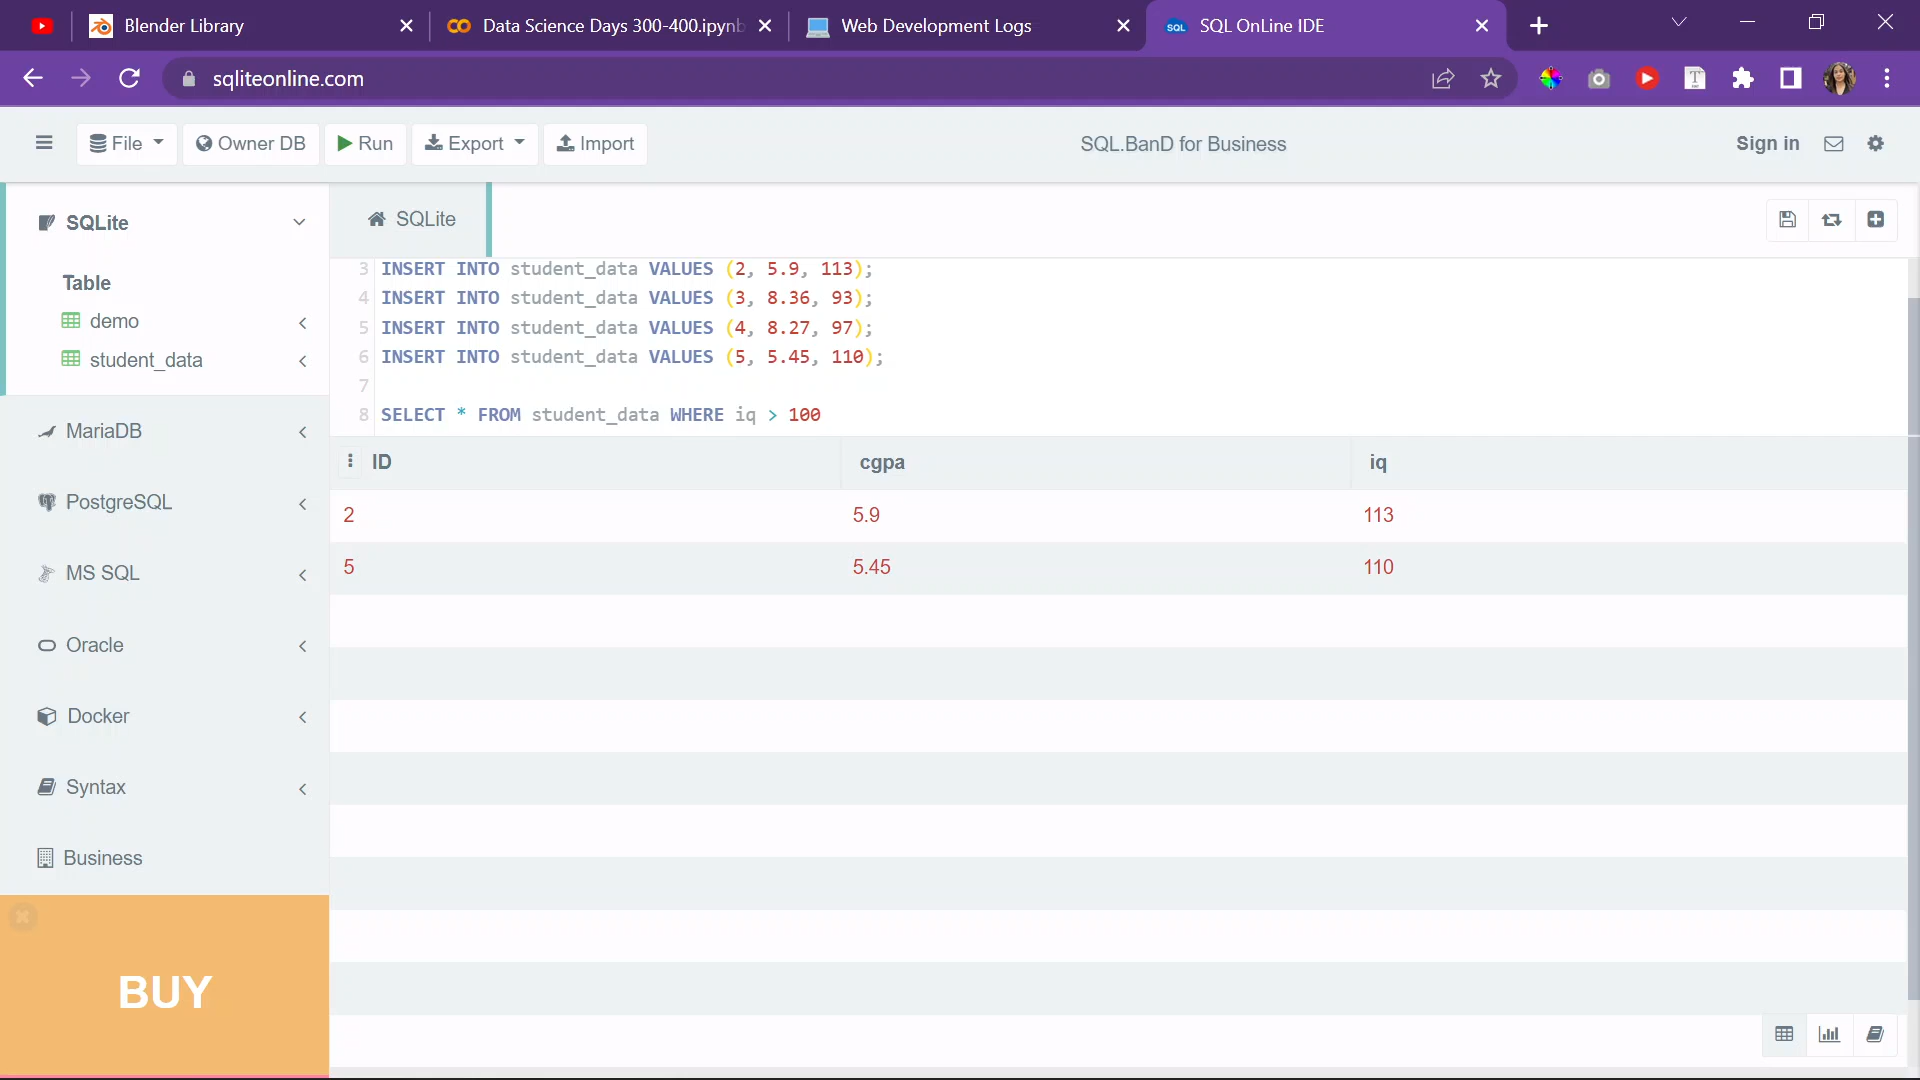 Blender Library
Data Science Days 300-400.ipynb
Web Development Logs
SQL SQL OnLine IDE
sqliteonline.com
File Owner DB Run Export Import SQL.BanD for Business Sign in
SQLite
SQLite
Table
demo
student_data
MariaDB
PostgreSQL
MS SQL
Oracle
Docker
Syntax
Business
BUY
3 INSERT INTO student_data VALUES (2, 5.9, 113);
4 INSERT INTO student_data VALUES (3, 8.36, 93);
5 INSERT INTO student_data VALUES (4, 8.27, 97);
6 INSERT INTO student_data VALUES (5, 5.45, 110);
7
8 SELECT * FROM student_data WHERE iq > 100
ID cgpa iq
2 5.9 113
5 5.45 110